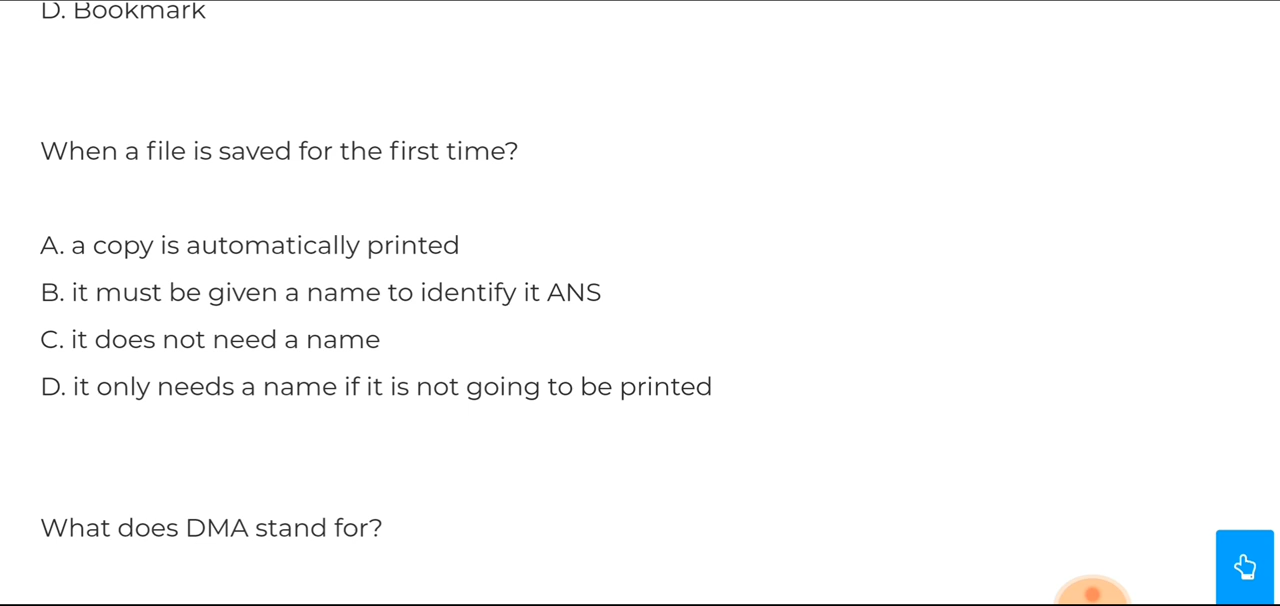 D. Bookmark
When a file is saved for the first time?
A. a copy is automatically printed
B. it must be given a name to identify it ANS
C. it does not need a name
D. it only needs a name if it is not going to be printed
What does DMA stand for?